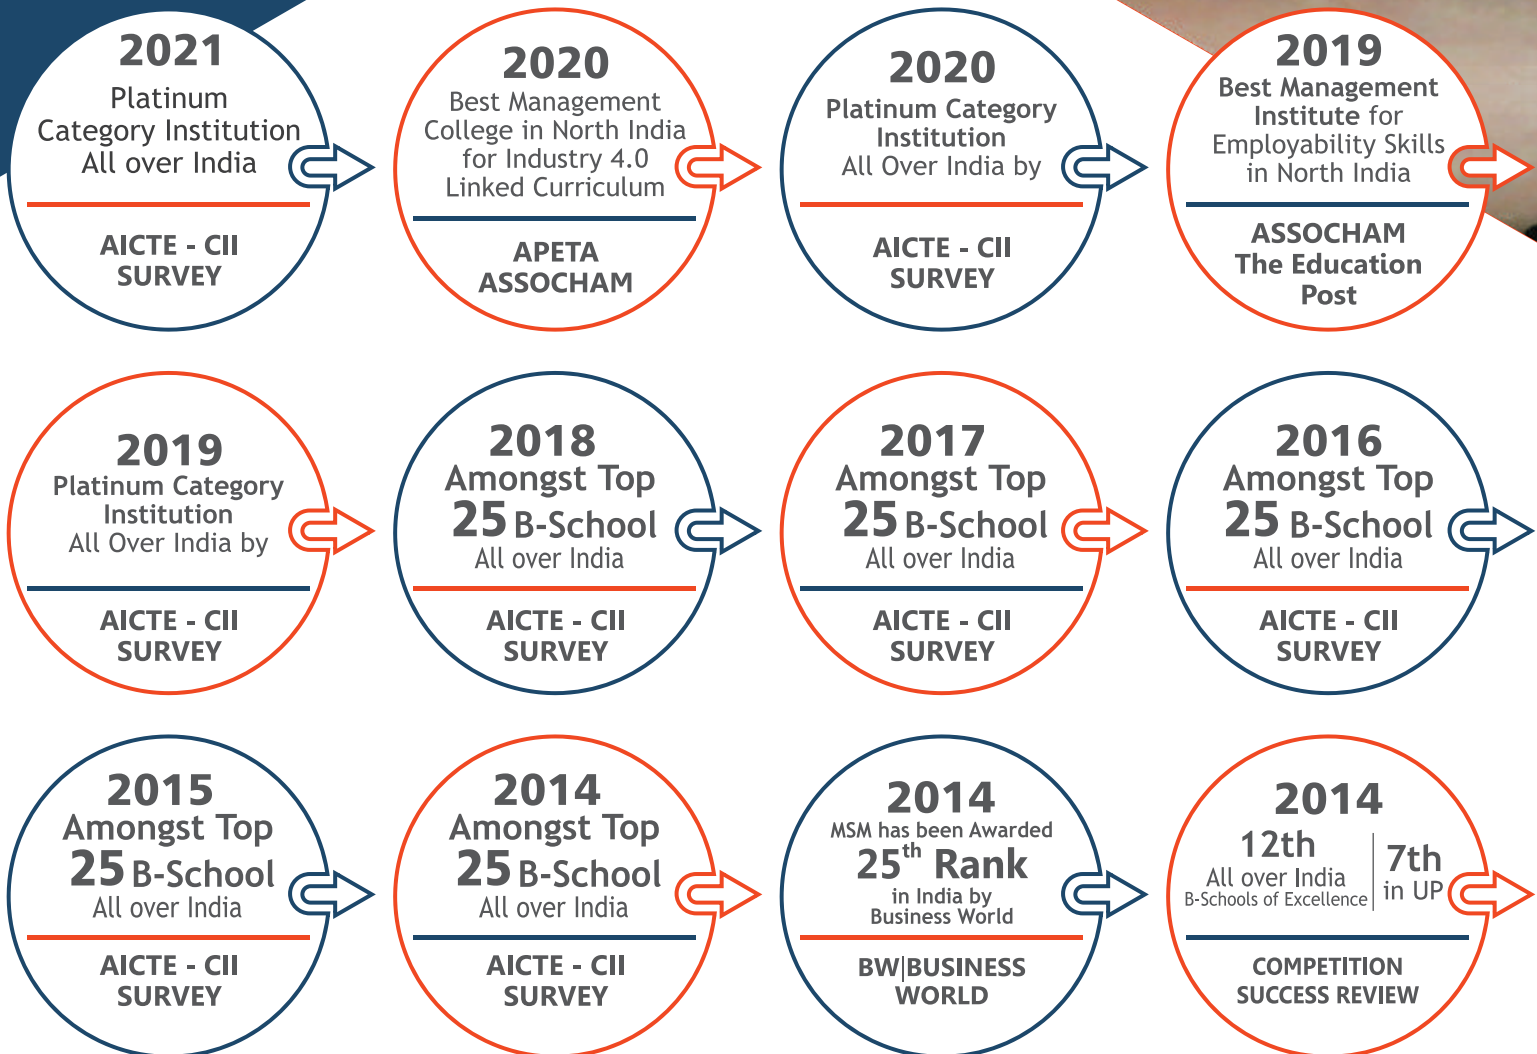 2021
Platinum
Category Institution
All over India
AICTE - CII
SURVEY
2020
Best Management
College in North India
for Industry 4.0
Linked Curriculum
APETA
ASSOCHAM
2020
Platinum Category
Institution
All Over India by
AICTE - CII
SURVEY
2019
Best Management
Institute for
Employability Skills
in North India
ASSOCHAM
The Education
Post
2019
Platinum Category
Institution
All Over India by
AICTE - CII
SURVEY
2018
Amongst Top
25 B-School
All over India
AICTE - CII
SURVEY
2017
Amongst Top
25 B-School
All over India
AICTE - CII
SURVEY
2016
Amongst Top
25 B-School
All over India
AICTE - CII
SURVEY
2015
Amongst Top
25 B-School
All over India
AICTE - CII
SURVEY
2014
Amongst Top
25 B-School
All over India
AICTE - CII
SURVEY
2014
MSM has been Awarded
25th Rank
in India by
Business World
BW|BUSINESS
WORLD
2014
12th
All over India
B-Schools of Excellence
7th
in UP
COMPETITION
SUCCESS REVIEW